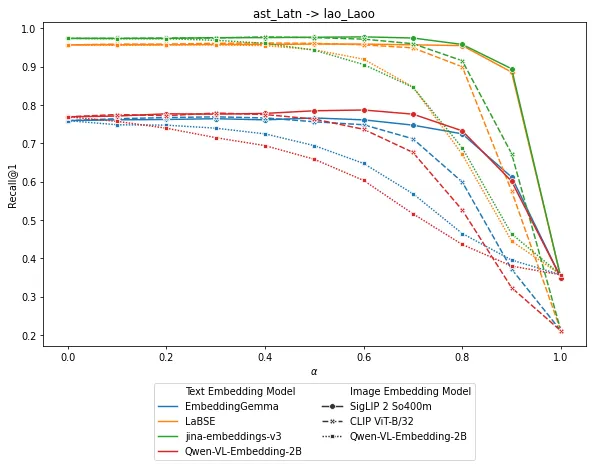 ast_Latn -> lao_Laoo
Recall@1
1.0
0.9
0.8
0.7
0.6
0.5
0.4
0.3
0.2
0.0 0.2 0.4 0.6 0.8 1.0
α
Text Embedding Model
EmbeddingGemma
LaBSE
jina-embeddings-v3
Qwen-VL-Embedding-2B
Image Embedding Model
SigLIP 2 So400m
CLIP ViT-B/32
Qwen-VL-Embedding-2B